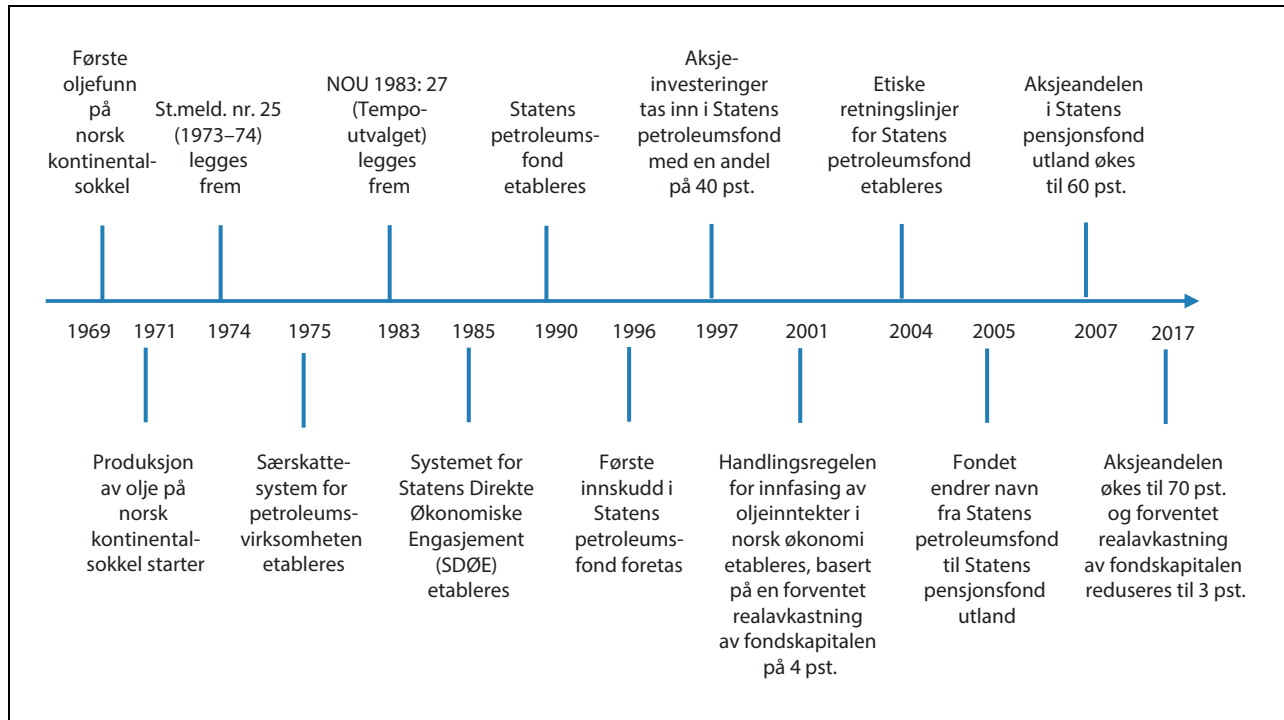 Første
oljefunn
på
norsk
kontinental-
sokkel
St.meld. nr. 25
(1973–74)
legges
frem
NOU 1983: 27
(Tempo-
utvalget)
legges
frem
Statens
petroleums-
fond
etableres
Aksje-
investeringer
tas inn i Statens
petroleumsfond
med en andel
på 40 pst.
Etiske
retningslinjer
for Statens
petroleumsfond
etableres
Aksjeandelen
i Statens
pensjonsfond
utland økes
til 60 pst.
1969 1971 1974 1975 1983 1985 1990 1996 1997 2001 2004 2005 2007 2017
Produksjon
av olje på
norsk
kontinental-
sokkel starter
Særskatte-
system for
petroleums-
virksomheten
etableres
Systemet for
Statens Direkte
Økonomiske
Engasjement
(SDØE)
etableres
Første
innskudd i
Statens
petroleums-
fond foretas
Handlingsregelen
for innfasing av
oljeinntekter i
norsk økonomi
etableres, basert
på en forventet
realavkastning
av fondskapitalen
på 4 pst.
Fondet
endrer navn
fra Statens
petroleumsfond
til Statens
pensjonsfond
utland
Aksjeandelen
økes til 70 pst.
og forventet
realavkastning
av fondskapitalen
reduseres til 3 pst.